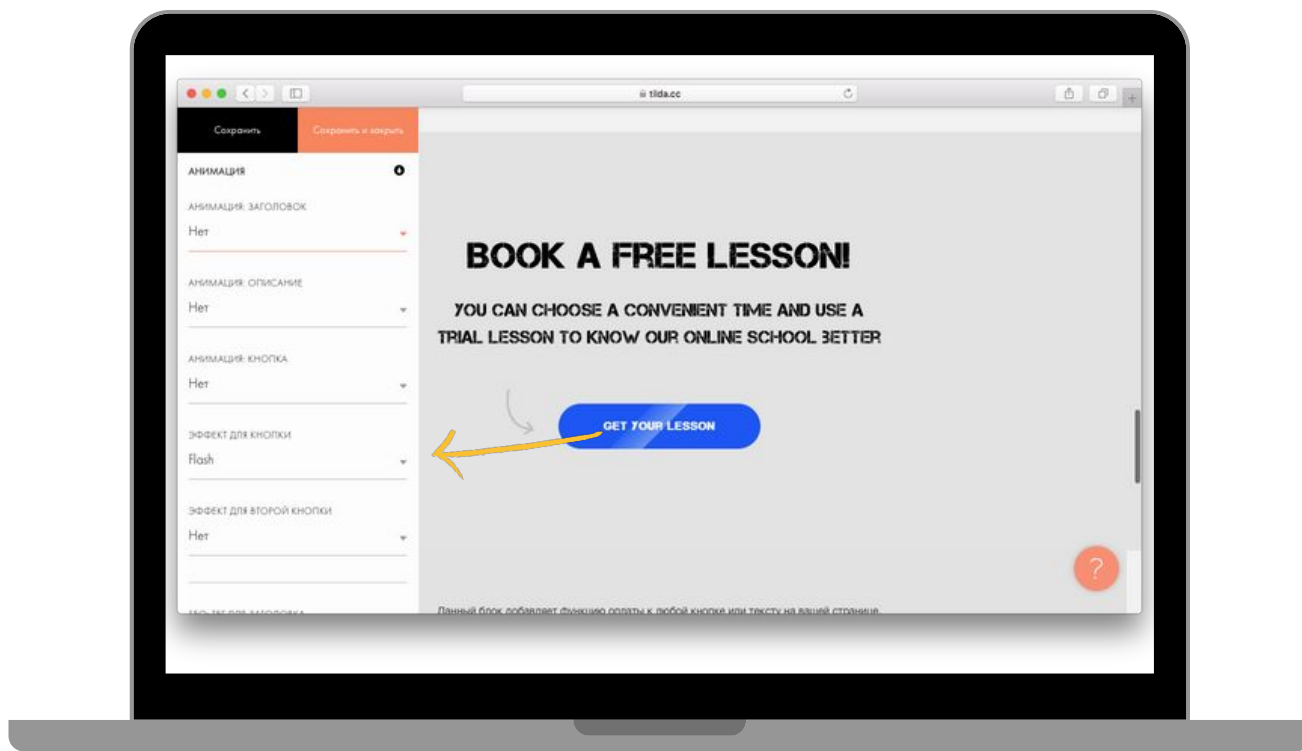 tilda.cc
Сохранить
Сохранить и закрыть
АНИМАЦИЯ
АНИМАЦИЯ: ЗАГОЛОВОК
Нет
АНИМАЦИЯ: ОПИСАНИЕ
Нет
АНИМАЦИЯ: КНОПКА
Нет
ЭФФЕКТ ДЛЯ КНОПКИ
Flash
ЭФФЕКТ ДЛЯ ВТОРОЙ КНОПКИ
Нет
BOOK A FREE LESSON!
YOU CAN CHOOSE A CONVENIENT TIME AND USE A
TRIAL LESSON TO KNOW OUR ONLINE SCHOOL BETTER
GET YOUR LESSON
?
Данный блок добавляет функцию оплаты к любой кнопке или тексту на вашей странице.